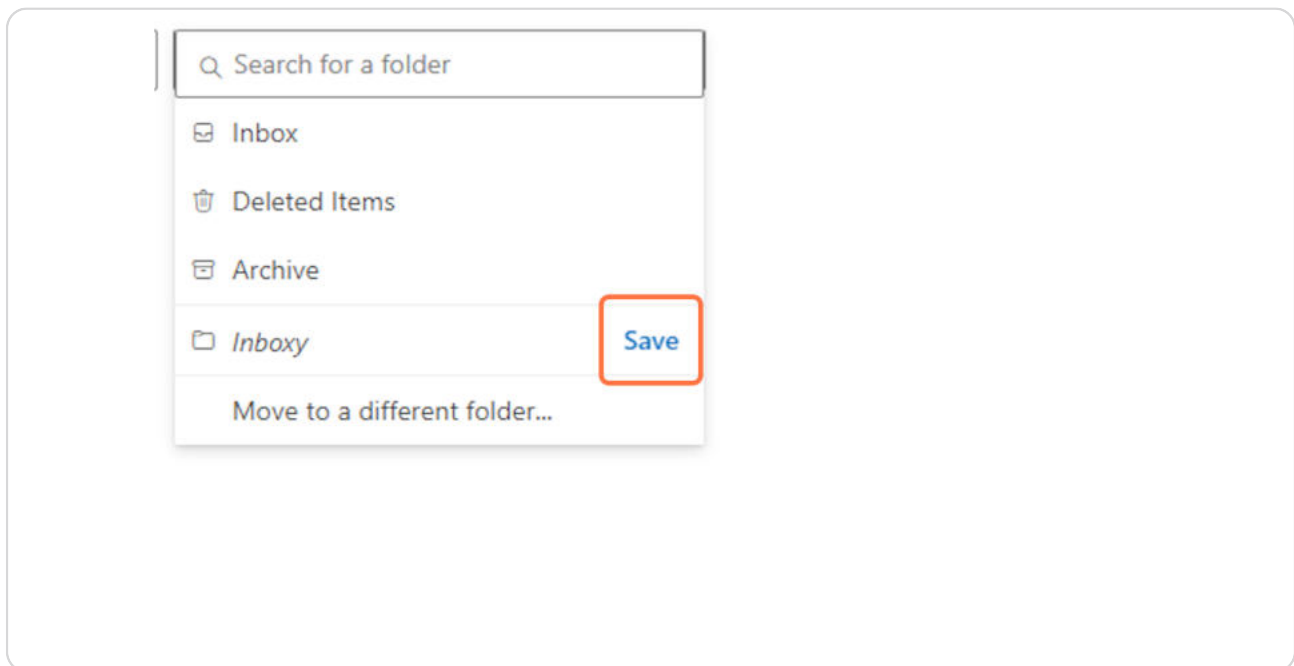 Search for a folder
Inbox
Deleted Items
Archive
Inboxy Save
Move to a different folder...